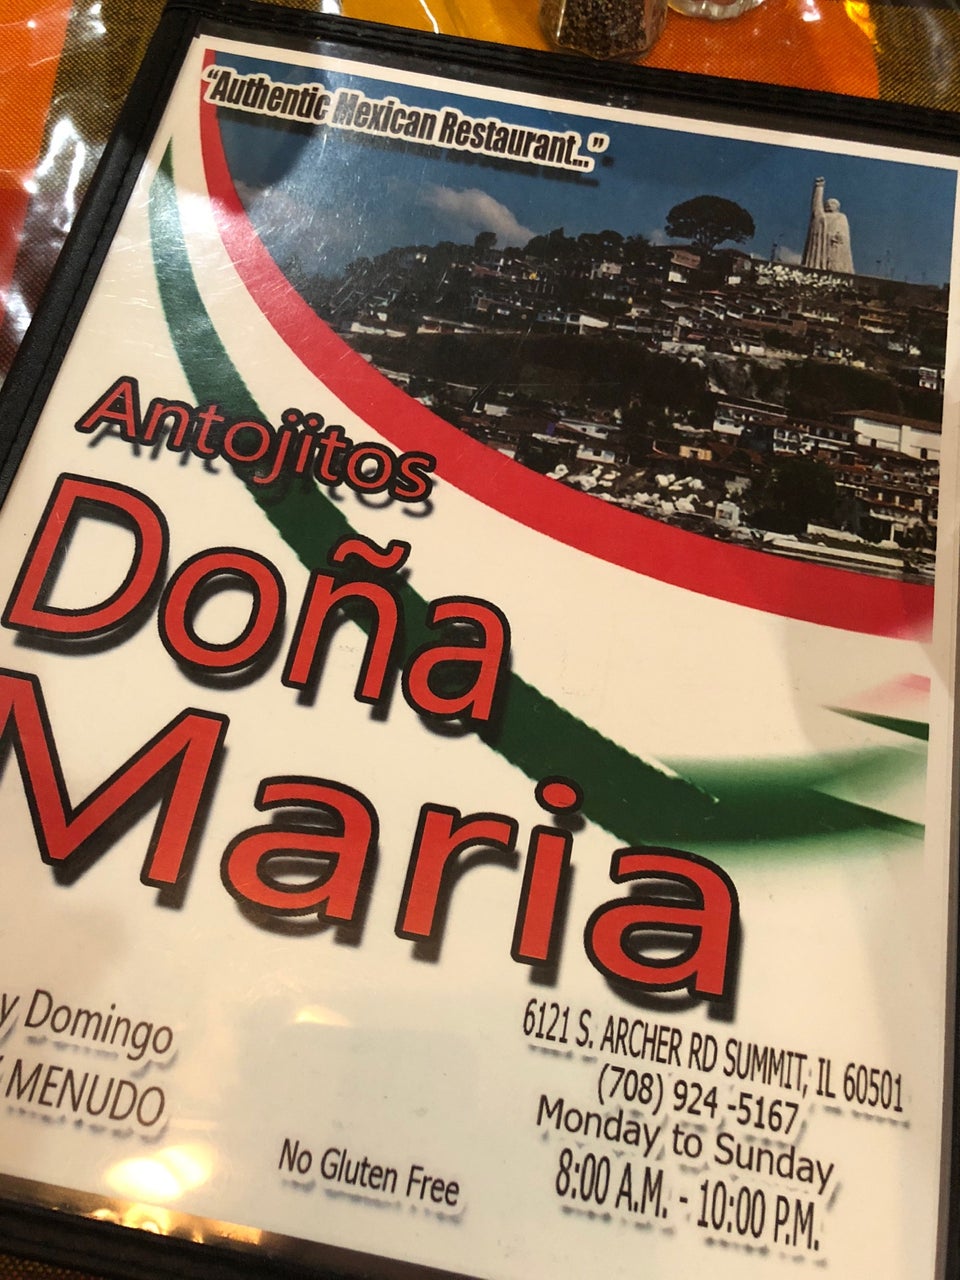 "Authentic Mexican Restaurant..."
Antojitos
Doña
Maria
y Domingo
MENUDO
No Gluten Free
6121 S. ARCHER RD SUMMIT, IL 60501
(708) 924 -5167
Monday to Sunday
8:00 A.M. - 10:00 P.M.